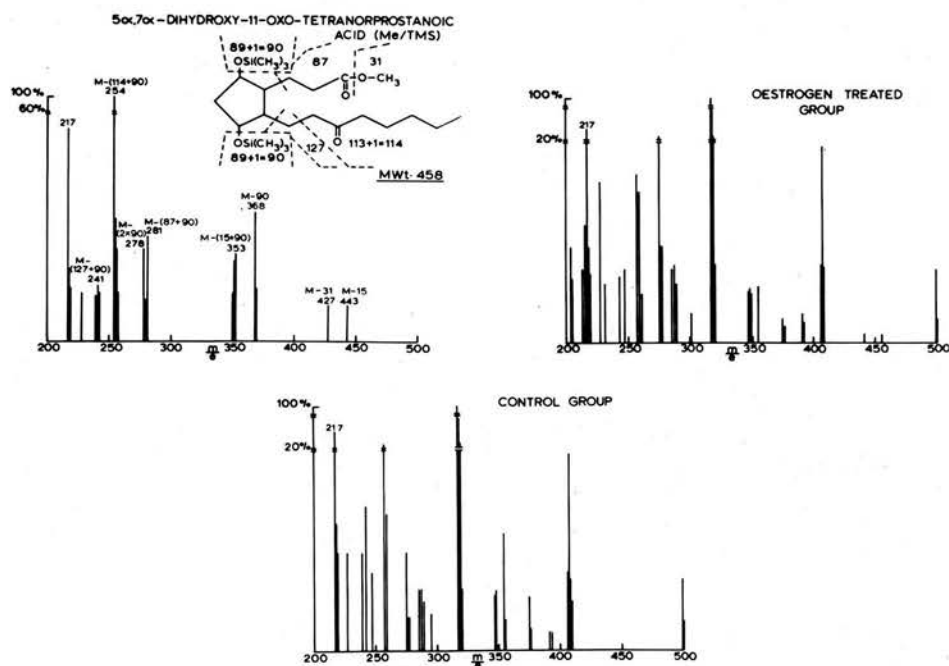 5α,7α-DIHYDROXY-11-OXO-TETRANORPROSTANOIC
ACID (Me/TMS)
89+1=90
OSi(CH₃)₃
87
31
C-O-CH₃
O
O
OSi(CH₃)₃
89+1=90
127
113+1=114
MWt. 458
M-(114+90)
254
100%
60%
217
M-
(127+90)
241
M-
(2×90)
278
M-(87+90)
281
M-(15+90)
353
M-90
368
M-31
427
M-15
443
200
250
300
350
400
450
500
m/e
OESTROGEN TREATED
GROUP
100%
20%
217
200
250
300
350
400
450
500
m/e
CONTROL GROUP
100%
20%
217
200
250
300
350
400
450
500
m/e